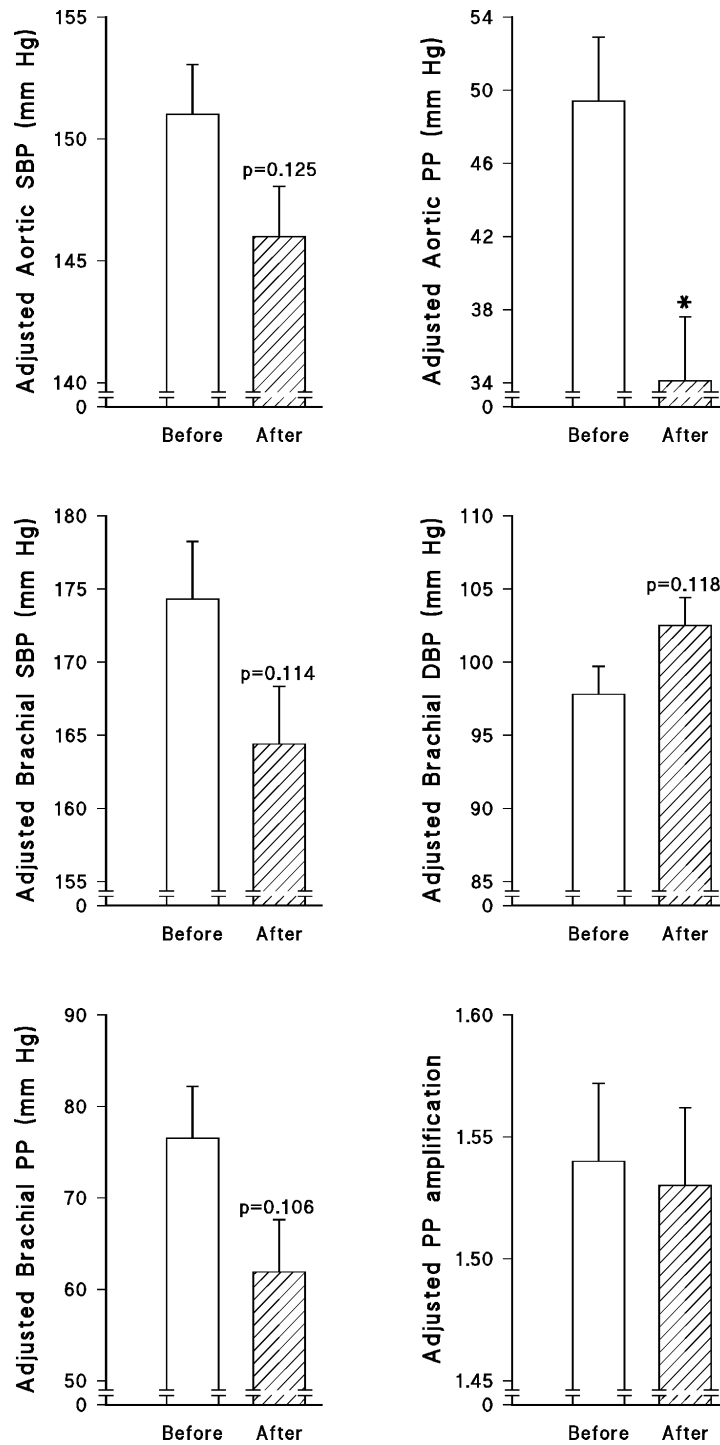 Adjusted Aortic SBP (mm Hg)
155
150
145
140
0
p=0.125
Before After
Adjusted Aortic PP (mm Hg)
54
50
46
42
38
34
0
*
Before After
Adjusted Brachial SBP (mm Hg)
180
175
170
165
160
155
0
p=0.114
Before After
Adjusted Brachial DBP (mm Hg)
110
105
100
95
90
85
0
p=0.118
Before After
Adjusted Brachial PP (mm Hg)
90
80
70
60
50
0
p=0.106
Before After
Adjusted PP amplification
1.60
1.55
1.50
1.45
0
Before After